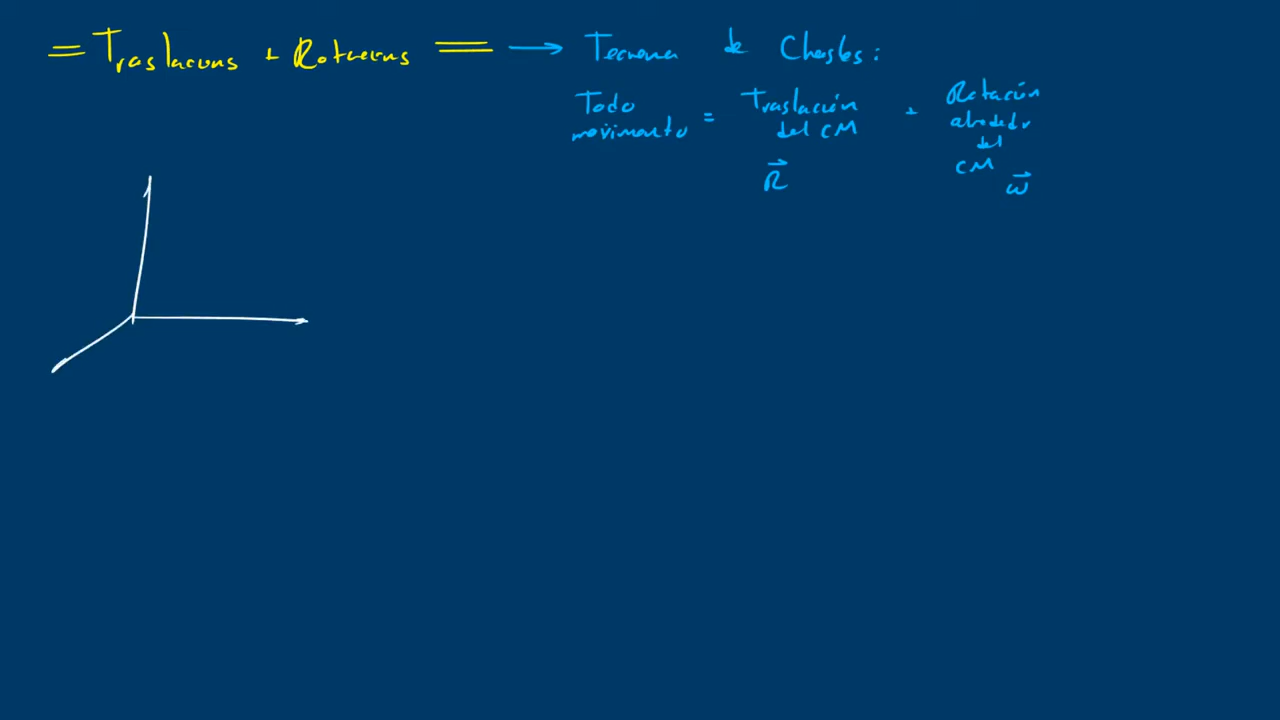 = Traslaciones + Rotaciones = → Teorema de Chasles:
Todo movimiento = Traslación del CM + Rotación alrededor del CM
R⃗ ω⃗